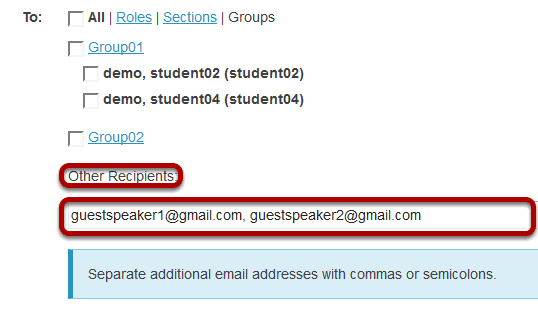 To: All | Roles | Sections | Groups
Group01
demo, student02 (student02)
demo, student04 (student04)
Group02
Other Recipients:
guestspeaker1@gmail.com, guestspeaker2@gmail.com
Separate additional email addresses with commas or semicolons.